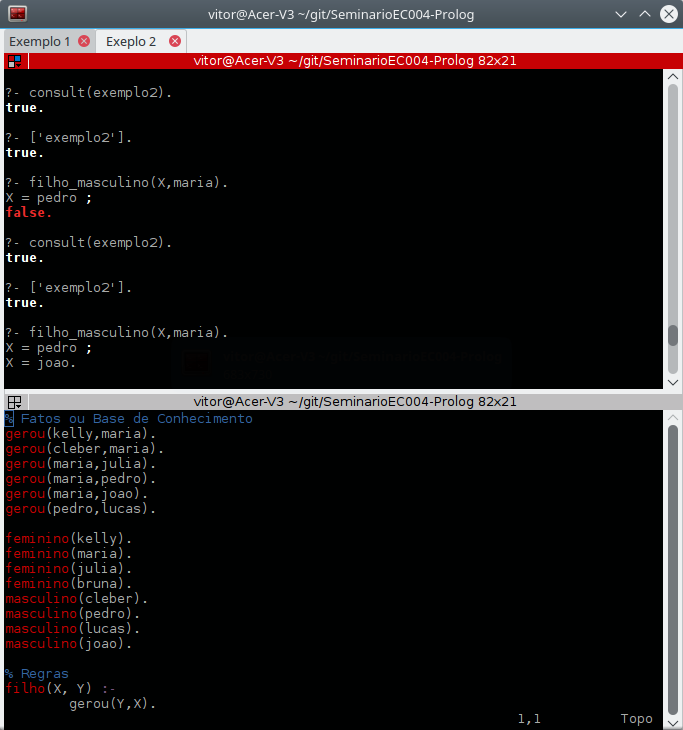 vitor@Acer-V3 ~/git/SeminarioEC004-Prolog
Exemplo 1
Exeplo 2
vitor@Acer-V3 ~/git/SeminarioEC004-Prolog 82x21
?- consult(exemplo2).
true.
?- ['exemplo2'].
true.
?- filho_masculino(X,maria).
X = pedro ;
false.
?- consult(exemplo2).
true.
?- ['exemplo2'].
true.
?- filho_masculino(X,maria).
X = pedro ;
X = joao.
vitor@Acer-V3 ~/git/SeminarioEC004-Prolog 82x21
% Fatos ou Base de Conhecimento
gerou(kelly,maria).
gerou(cleber,maria).
gerou(maria,julia).
gerou(maria,pedro).
gerou(maria,joao).
gerou(pedro,lucas).
feminino(kelly).
feminino(maria).
feminino(julia).
feminino(bruna).
masculino(cleber).
masculino(pedro).
masculino(lucas).
masculino(joao).
% Regras
filho(X, Y) :-
gerou(Y,X).
1,1 Topo